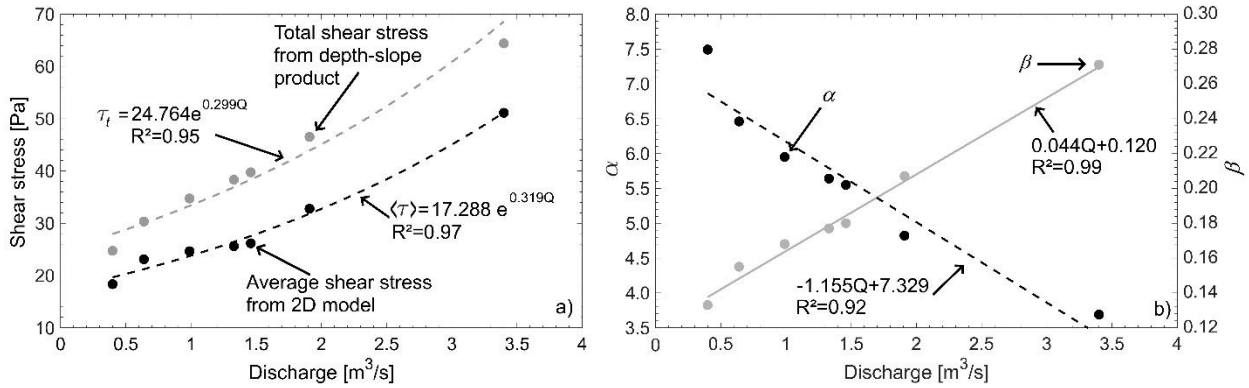 70
60
50
40
30
20
10
Shear stress [Pa]
Total shear stress
from depth-slope
product
τt = 24.764e^0.299Q
R²=0.95
⟨τ⟩=17.288 e^0.319Q
R²=0.97
Average shear stress
from 2D model
a)
0 0.5 1 1.5 2 2.5 3 3.5 4
Discharge [m³/s]
8.0
7.5
7.0
6.5
6.0
5.5
5.0
4.5
4.0
3.5
α
α
β
0.044Q+0.120
R²=0.99
-1.155Q+7.329
R²=0.92
b)
0 0.5 1 1.5 2 2.5 3 3.5 4
Discharge [m³/s]
0.30
0.28
0.26
0.24
0.22
0.20
0.18
0.16
0.14
0.12
β